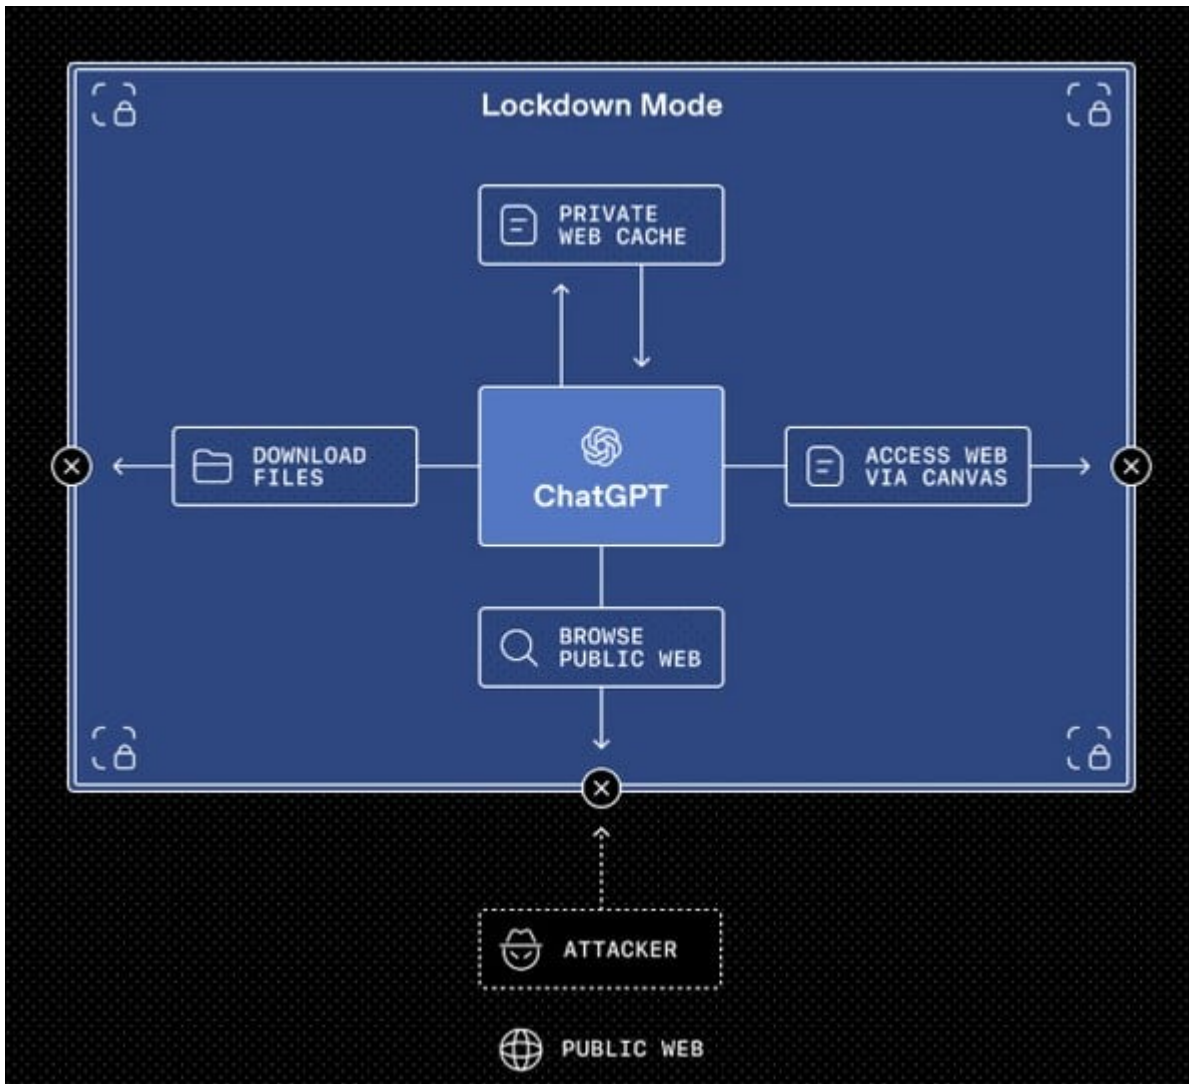 Lockdown Mode
PRIVATE
WEB CACHE
DOWNLOAD
FILES
ChatGPT
ACCESS WEB
VIA CANVAS
BROWSE
PUBLIC WEB
ATTACKER
PUBLIC WEB